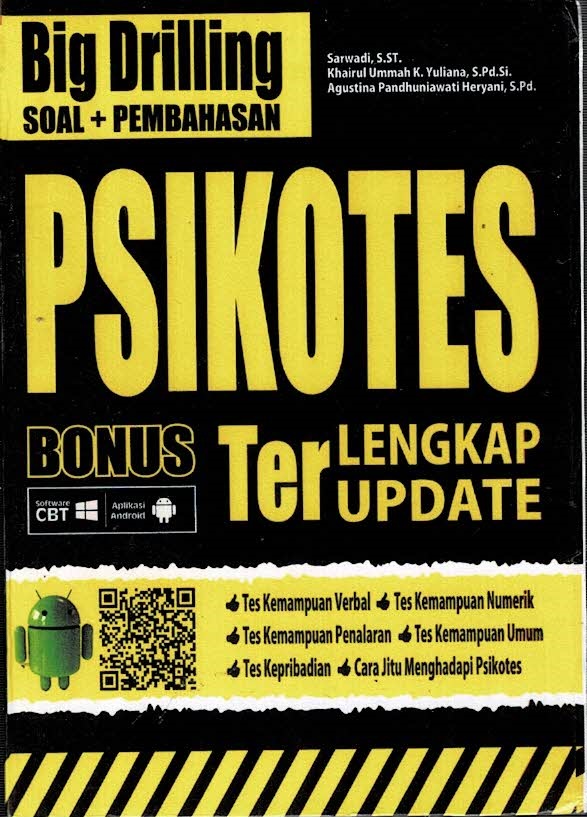 Big Drilling
SOAL + PEMBAHASAN
Sarwadi, S.ST.
Khairul Ummah K. Yuliana, S.Pd.Si.
Agustina Pandhuniawati Heryani, S.Pd.
PSIKOTES
BONUS
Software
CBT
Aplikasi
Android
Ter LENGKAP
UPDATE
Tes Kemampuan Verbal Tes Kemampuan Numerik
Tes Kemampuan Penalaran Tes Kemampuan Umum
Tes Kepribadian Cara Jitu Menghadapi Psikotes